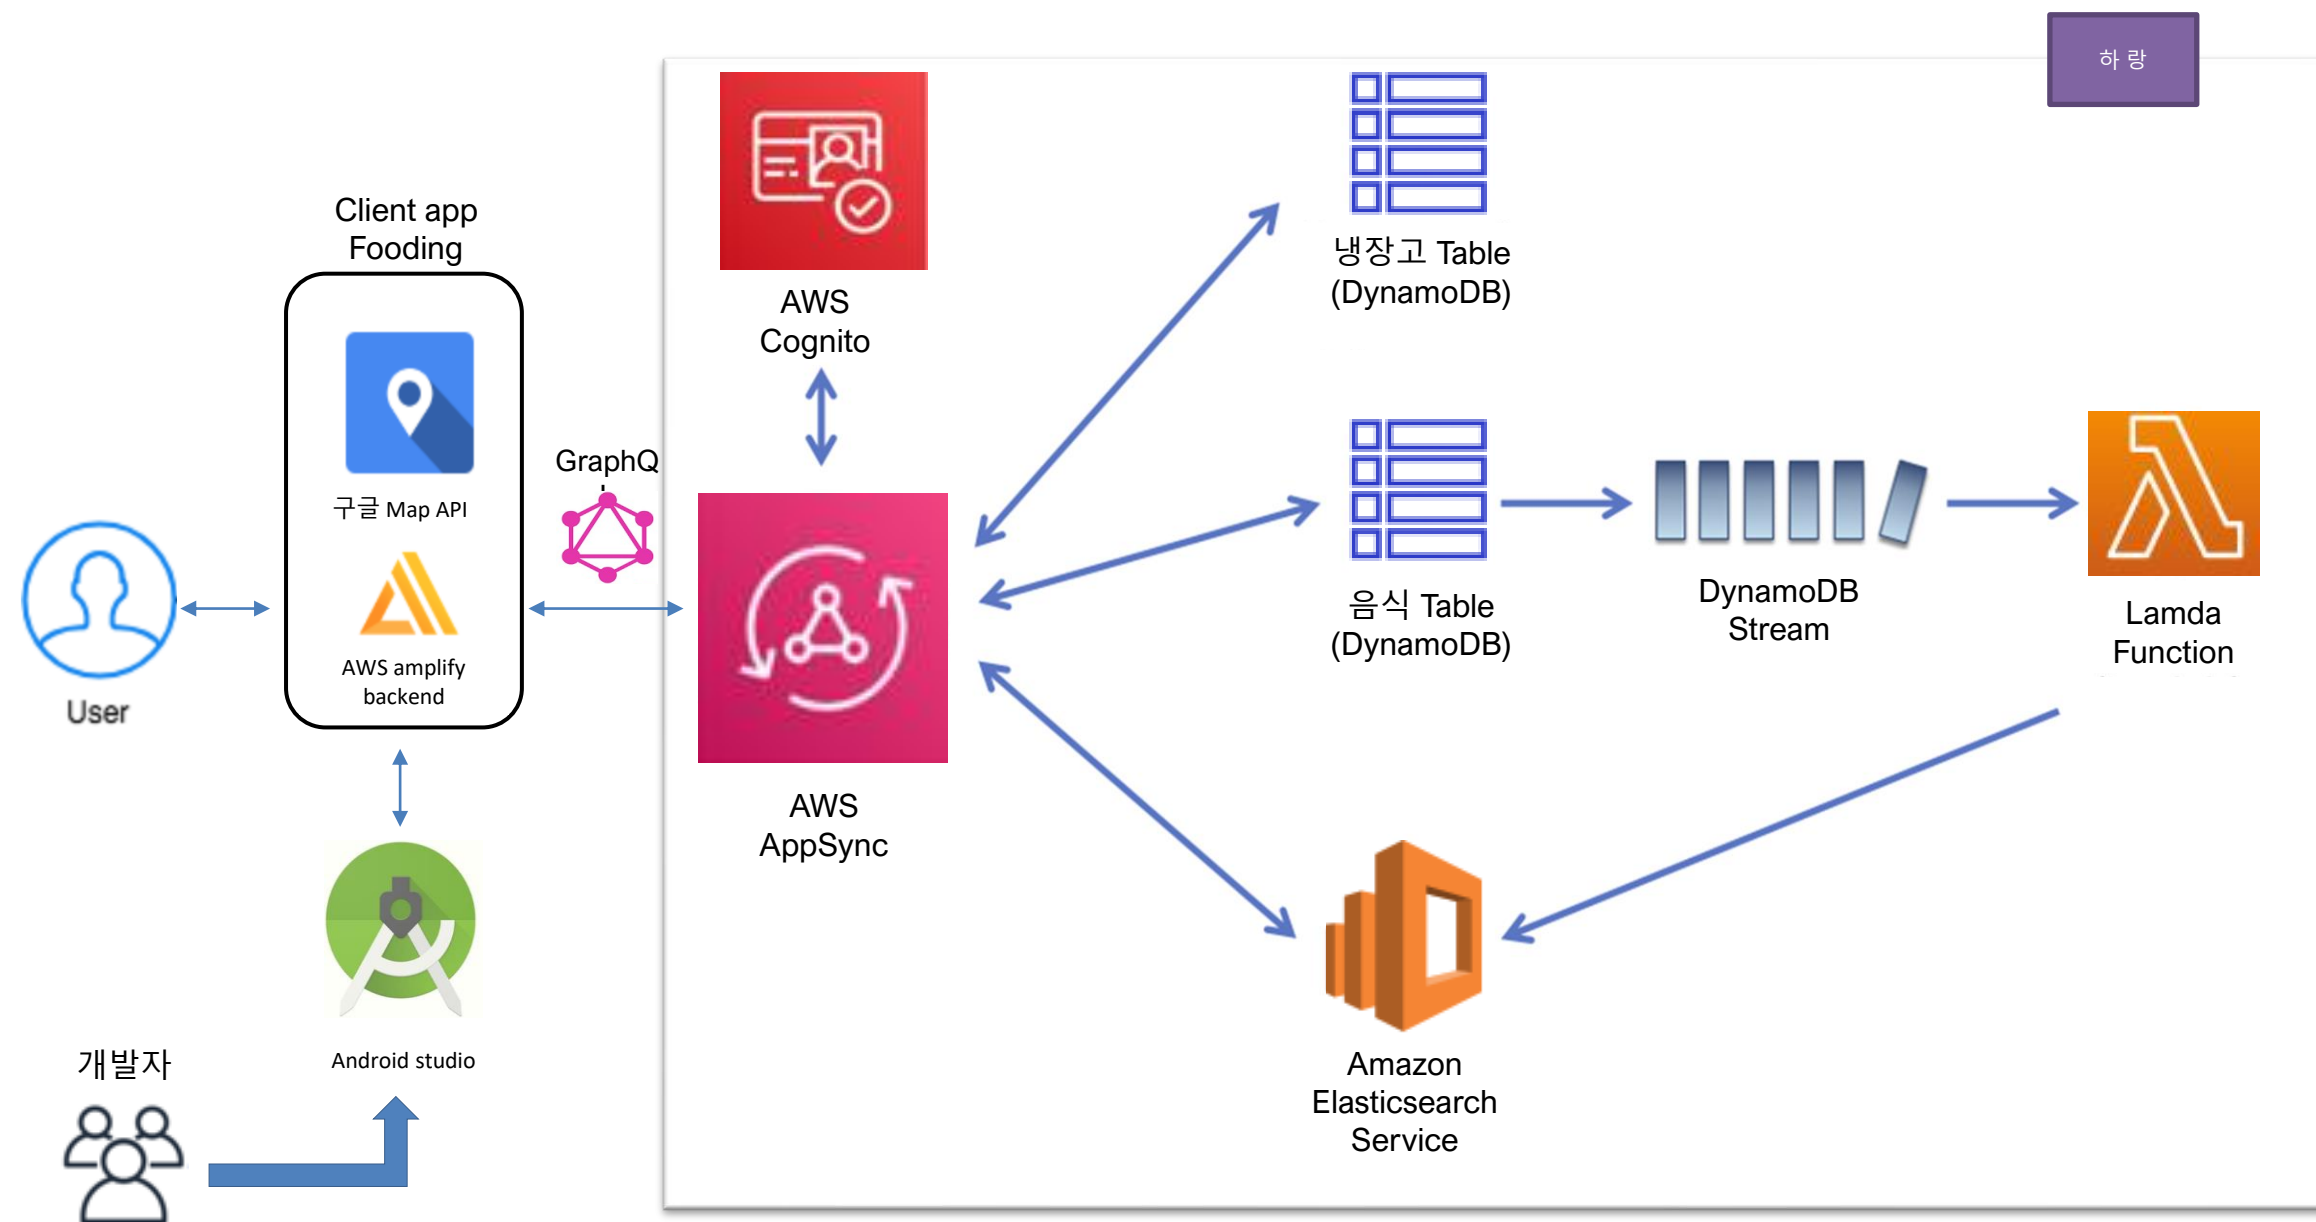 하 랑
Client app
Fooding
구글 Map API
AWS amplify
backend
User
GraphQ
AWS
Cognito
AWS
AppSync
냉장고 Table
(DynamoDB)
음식 Table
(DynamoDB)
DynamoDB
Stream
Lamda
Function
Amazon
Elasticsearch
Service
Android studio
개발자